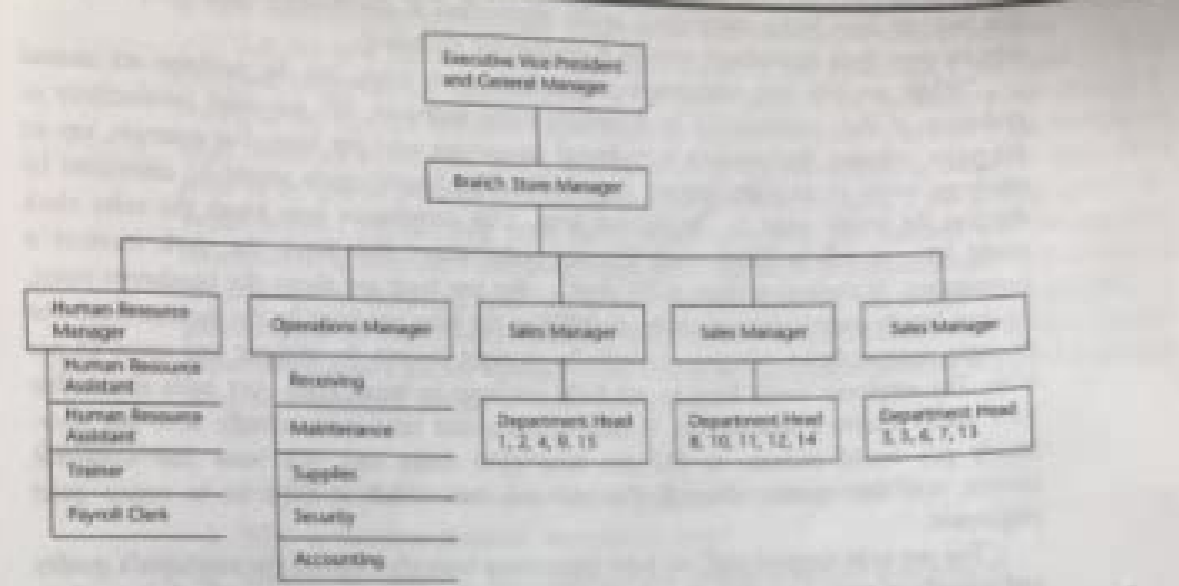 Executive Vice President
and General Manager
Branch Store Manager
Human Resource
Manager
Human Resource
Assistant
Human Resource
Assistant
Trainer
Payroll Clerk
Operations Manager
Receiving
Maintenance
Supplies
Security
Accounting
Sales Manager
Department Head
1, 2, 4, 9, 15
Sales Manager
Department Head
8, 10, 11, 12, 14
Sales Manager
Department Head
3, 5, 6, 7, 13